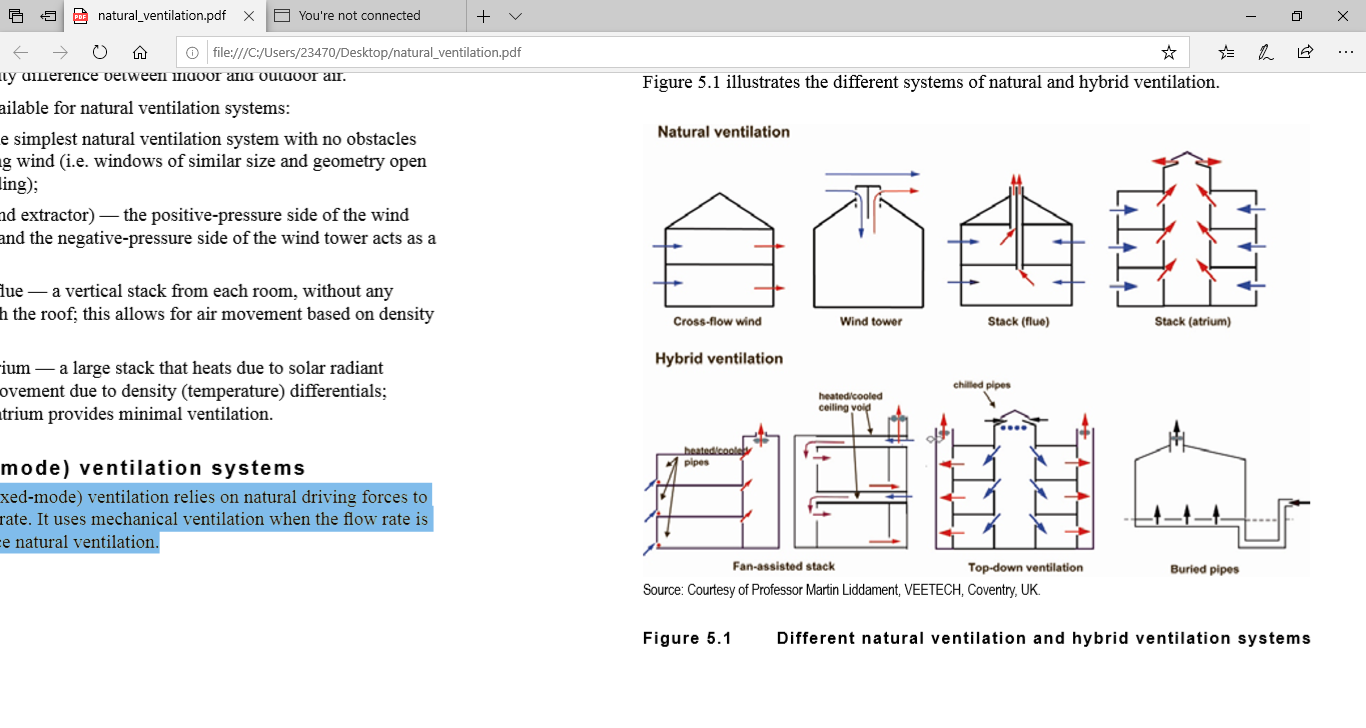 natural_ventilation.pdf
You're not connected
file:///C:/Users/23470/Desktop/natural_ventilation.pdf
ity difference between indoor and outdoor air.
ailable for natural ventilation systems:
e simplest natural ventilation system with no obstacles
ng wind (i.e. windows of similar size and geometry open
ling);
nd extractor) — the positive-pressure side of the wind
and the negative-pressure side of the wind tower acts as a
flue — a vertical stack from each room, without any
h the roof; this allows for air movement based on density
rium — a large stack that heats due to solar radiant
ovement due to density (temperature) differentials;
atrium provides minimal ventilation.
mode) ventilation systems
xed-mode) ventilation relies on natural driving forces to
rate. It uses mechanical ventilation when the flow rate is
ce natural ventilation.
Figure 5.1 illustrates the different systems of natural and hybrid ventilation.
Natural ventilation
Cross-flow wind
Wind tower
Stack (flue)
Stack (atrium)
Hybrid ventilation
heated/cooled
pipes
heated/cooled
ceiling void
chilled pipes
Fan-assisted stack
Top-down ventilation
Buried pipes
Source: Courtesy of Professor Martin Liddament, VEETECH, Coventry, UK.
Figure 5.1 Different natural ventilation and hybrid ventilation systems